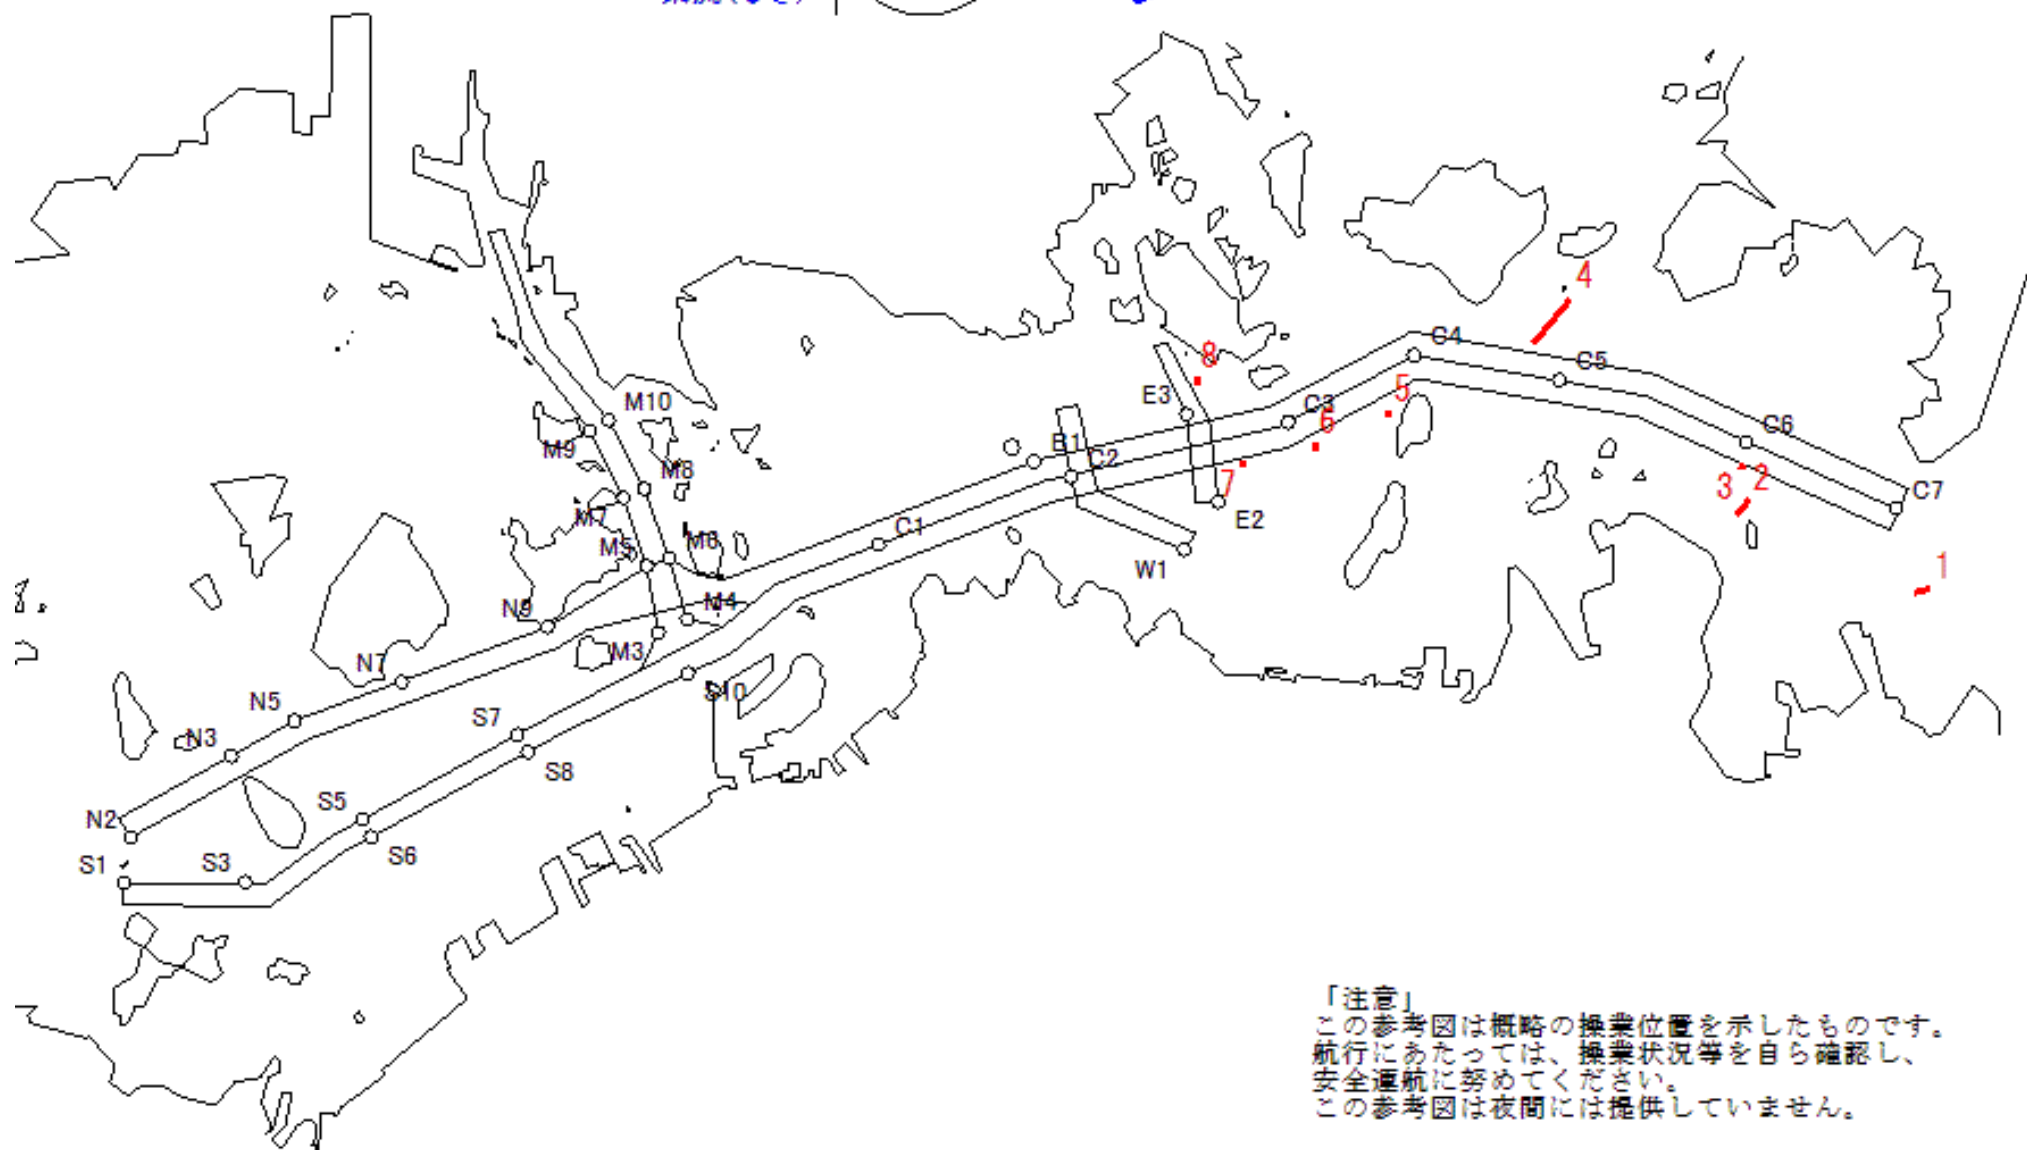 4
C4
C5
8
5
E3
C3
6
C6
M10
B1
C2
M9
M8
7
3
2
C7
E2
M7
C1
M5
M6
W1
1
N9
M4
M3
N7
S10
N5
S7
N3
S8
S5
N2
S6
S1
S3
「注意」
この参考図は概略の操業位置を示したものです。
航行にあたっては、操業状況等を自ら確認し、
安全運航に努めてください。
この参考図は夜間には提供していません。